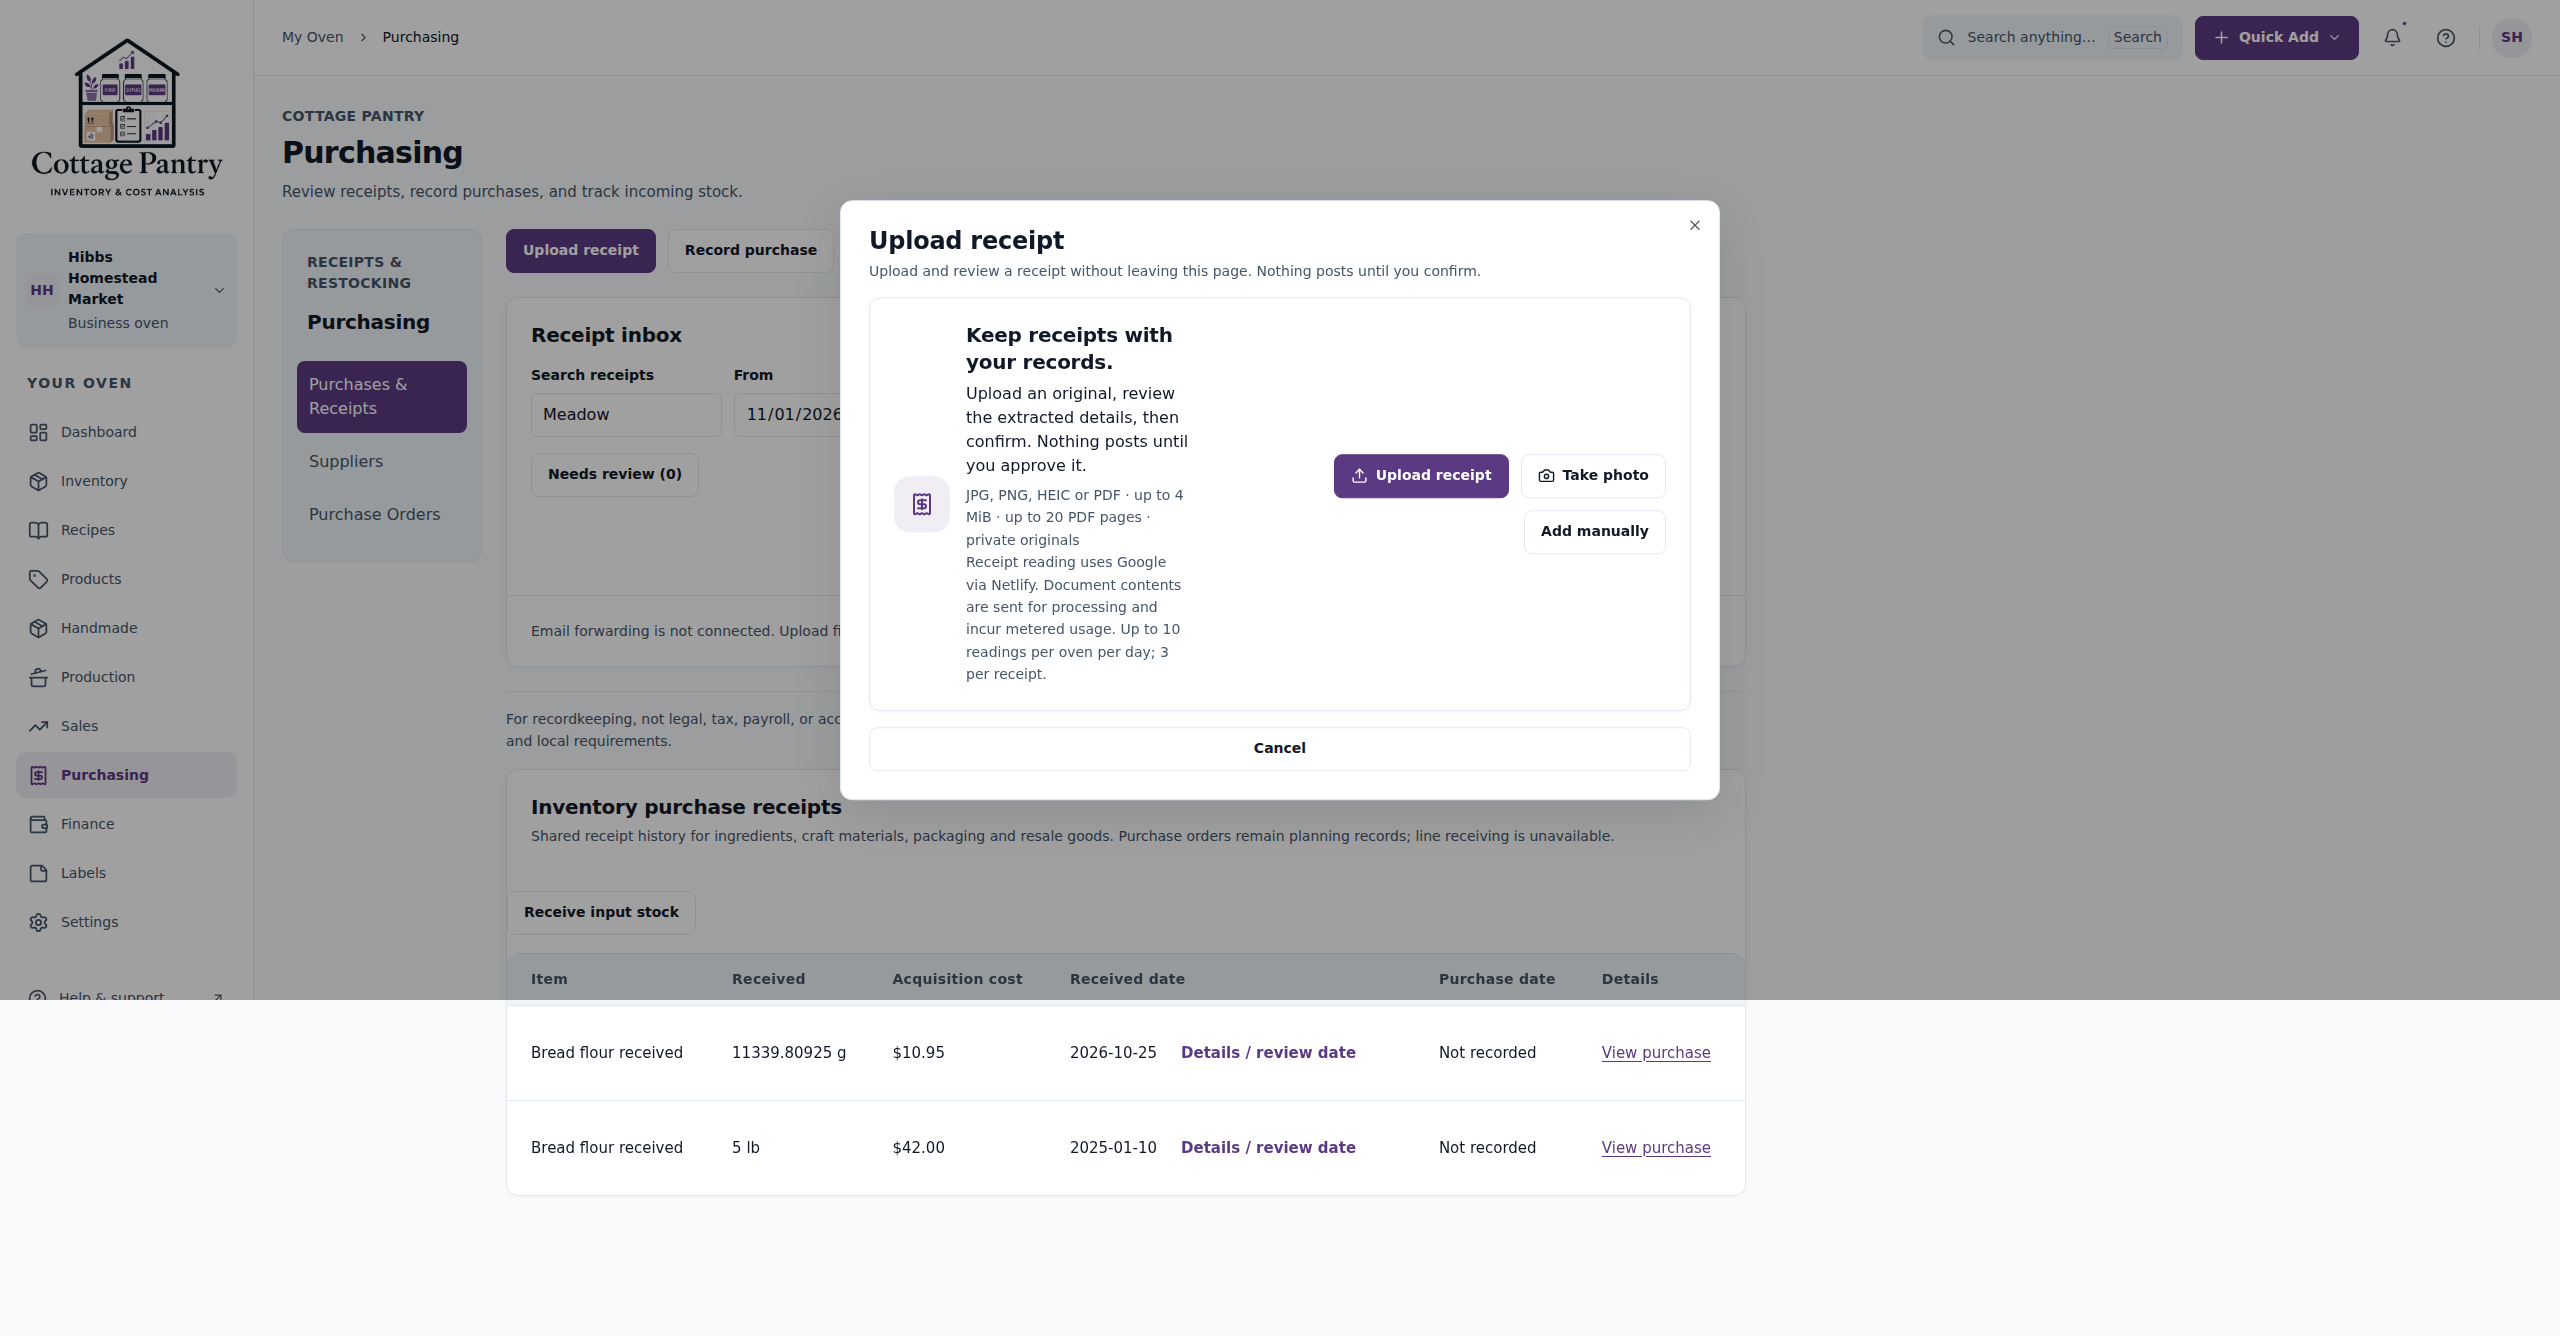 Cottage Pantry
INVENTORY & COST ANALYSIS
HH
Hibbs
Homestead
Market
Business oven
YOUR OVEN
Dashboard
Inventory
Recipes
Products
Handmade
Production
Sales
Purchasing
Finance
Labels
Settings
Help & support
My Oven
Purchasing
Search anything...
Search
Quick Add
SH
COTTAGE PANTRY
Purchasing
Review receipts, record purchases, and track incoming stock.
RECEIPTS &
RESTOCKING
Purchasing
Purchases &
Receipts
Suppliers
Purchase Orders
Upload receipt
Record purchase
Receipt inbox
Search receipts
From
Meadow
11/01/2026
Needs review (0)
Email forwarding is not connected. Upload fi
For recordkeeping, not legal, tax, payroll, or acc
and local requirements.
Upload receipt
Upload and review a receipt without leaving this page. Nothing posts until you confirm.
Keep receipts with
your records.
Upload an original, review
the extracted details, then
confirm. Nothing posts until
you approve it.
JPG, PNG, HEIC or PDF · up to 4
MiB · up to 20 PDF pages ·
private originals
Receipt reading uses Google
via Netlify. Document contents
are sent for processing and
incur metered usage. Up to 10
readings per oven per day; 3
per receipt.
Upload receipt
Take photo
Add manually
Cancel
Inventory purchase receipts
Shared receipt history for ingredients, craft materials, packaging and resale goods. Purchase orders remain planning records; line receiving is unavailable.
Receive input stock
Item Received Acquisition cost Received date Purchase date Details
Bread flour received 11339.80925 g $10.95 2026-10-25 Details / review date Not recorded View purchase
Bread flour received 5 lb $42.00 2025-01-10 Details / review date Not recorded View purchase